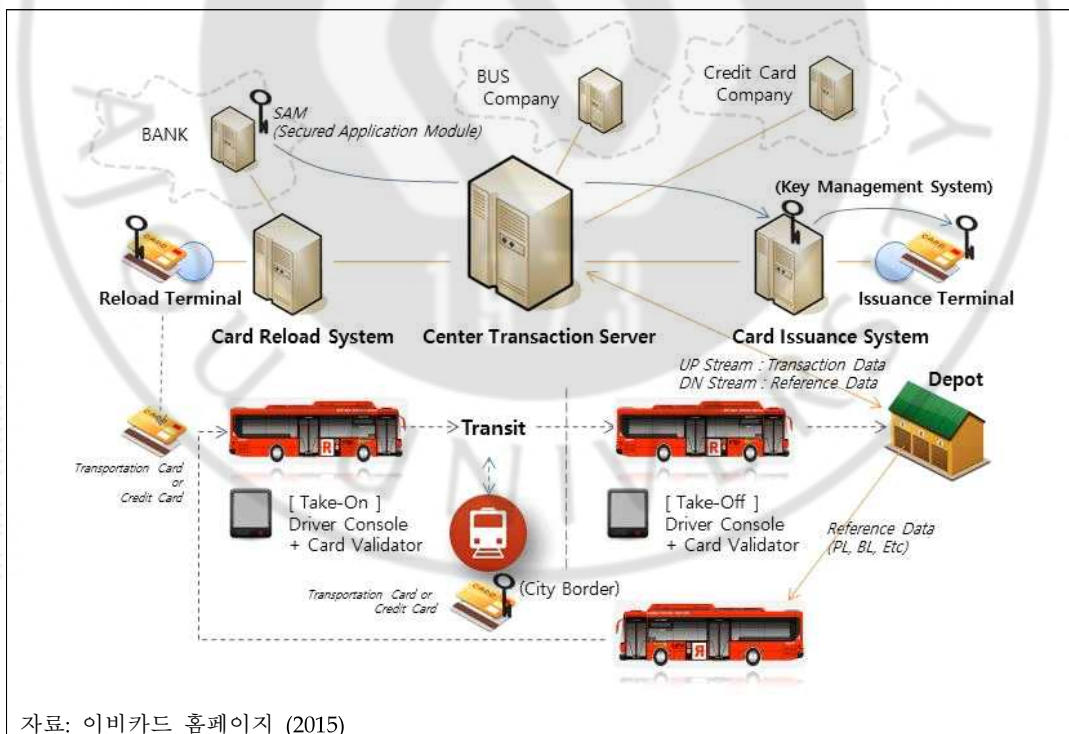 BUS
Company
Credit Card
Company
SAM
(Secured Application Module)
BANK
(Key Management System)
Reload Terminal
Issuance Terminal
Card Reload System
Center Transaction Server
Card Issuance System
UP Stream : Transaction Data
DN Stream : Reference Data
Depot
Transit
Transportation Card
or
Credit Card
[ Take-On ]
Driver Console
+ Card Validator
[ Take-Off ]
Driver Console
+ Card Validator
Reference Data
(PL, BL, Etc)
Transportation Card or
Credit Card
(City Border)
자료: 이비카드 홈페이지 (2015)
AJOU UNIVERSITY
1973